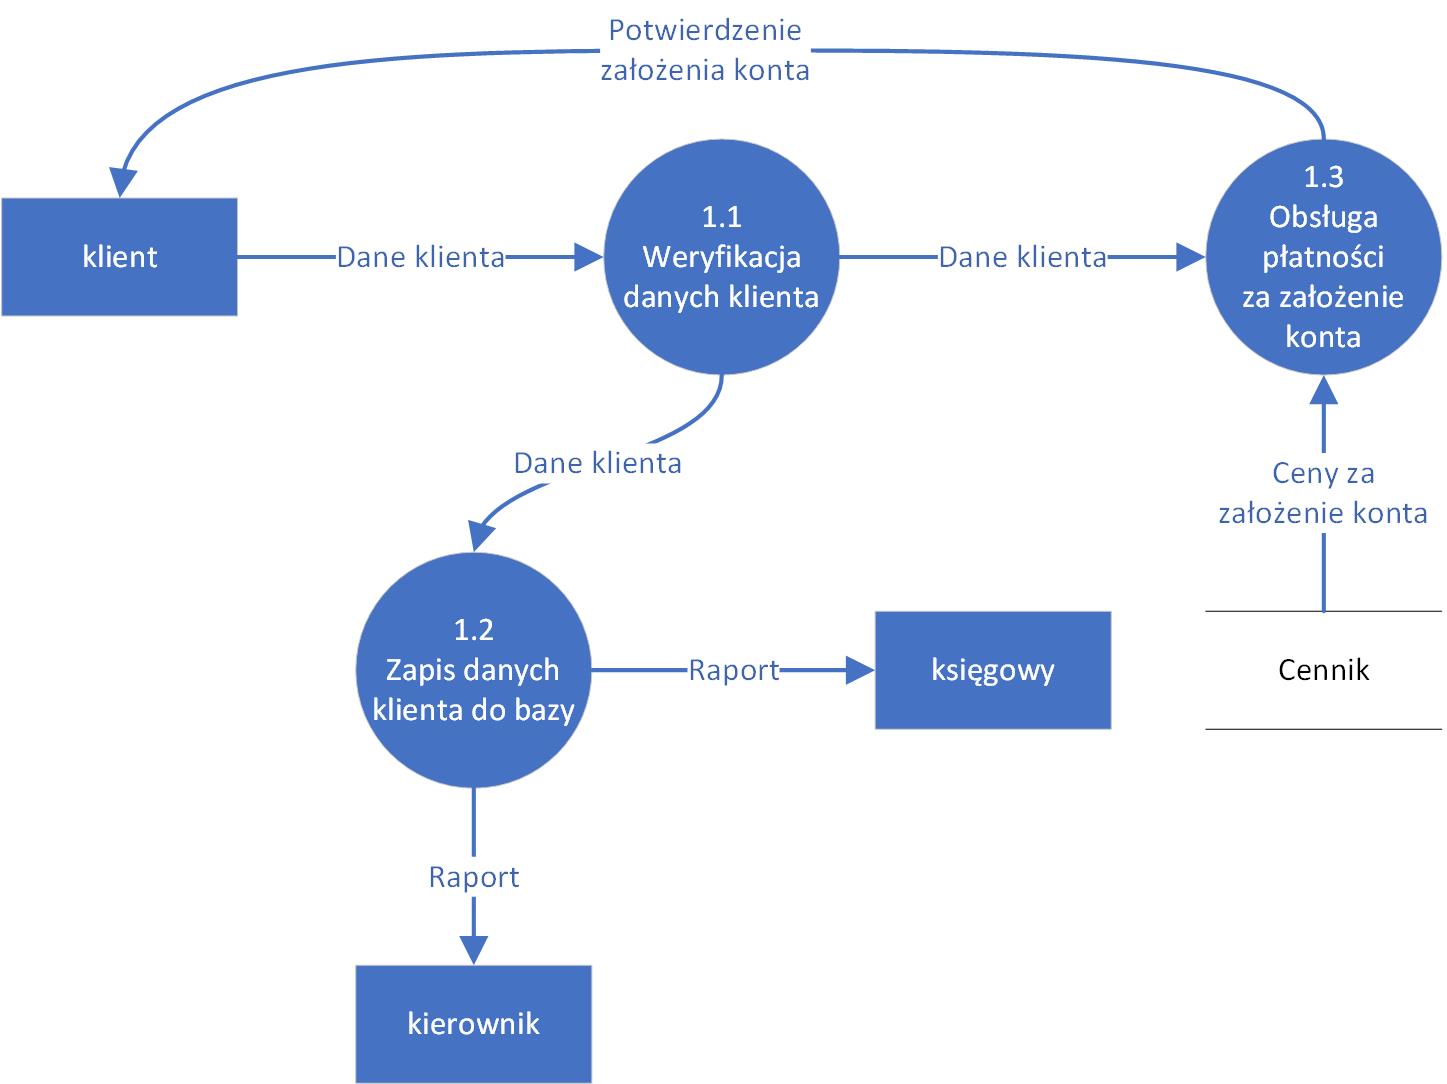 Potwierdzenie
założenia konta
klient
Dane klienta
1.1
Weryfikacja
danych klienta
Dane klienta
1.3
Obsługa
płatności
za założenie
konta
Dane klienta
Ceny za
założenie konta
1.2
Zapis danych
klienta do bazy
Raport
księgowy
Cennik
Raport
kierownik